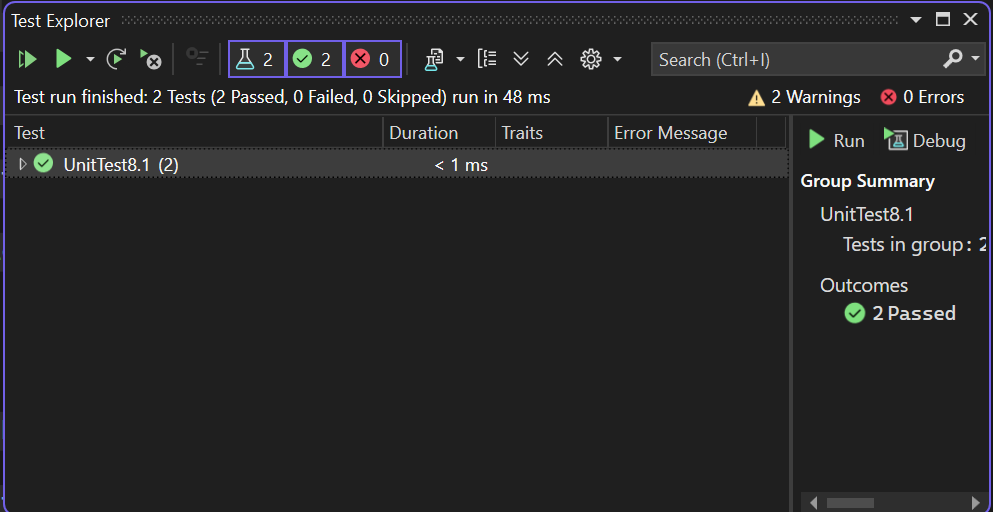 Test Explorer
2 2 0
Search (Ctrl+I)
Test run finished: 2 Tests (2 Passed, 0 Failed, 0 Skipped) run in 48 ms
2 Warnings 0 Errors
Test Duration Traits Error Message
UnitTest8.1 (2) < 1 ms
Run Debug
Group Summary
UnitTest8.1
Tests in group: 2
Outcomes
2 Passed